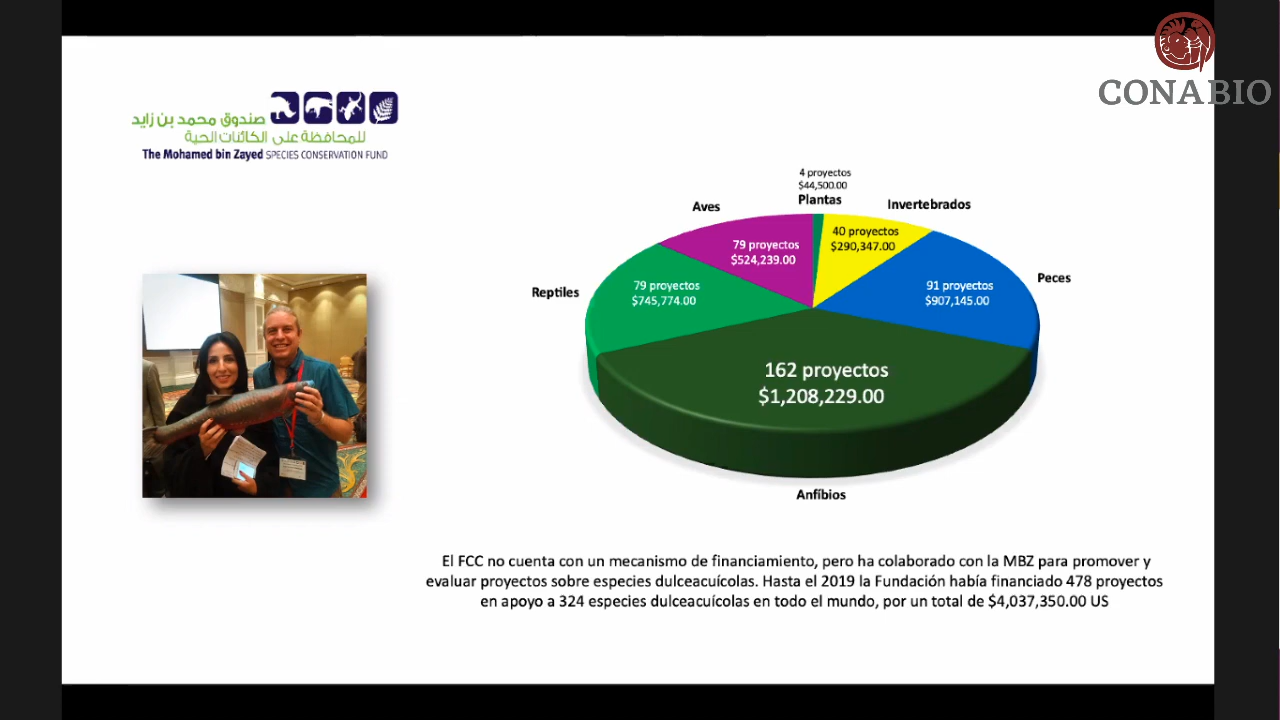 CONABIO
صندوق محمد بن زايد
للمحافظة على الكائنات الحية
The Mohamed bin Zayed SPECIES CONSERVATION FUND
4 proyectos
$44,500.00
Plantas
Invertebrados
Aves
40 proyectos
$290,347.00
79 proyectos
$524,239.00
Peces
Reptiles
79 proyectos
$745,774.00
91 proyectos
$907,145.00
162 proyectos
$1,208,229.00
Anfíbios
El FCC no cuenta con un mecanismo de financiamiento, pero ha colaborado con la MBZ para promover y
evaluar proyectos sobre especies dulceacuícolas. Hasta el 2019 la Fundación había financiado 478 proyectos
en apoyo a 324 especies dulceacuícolas en todo el mundo, por un total de $4,037,350.00 US